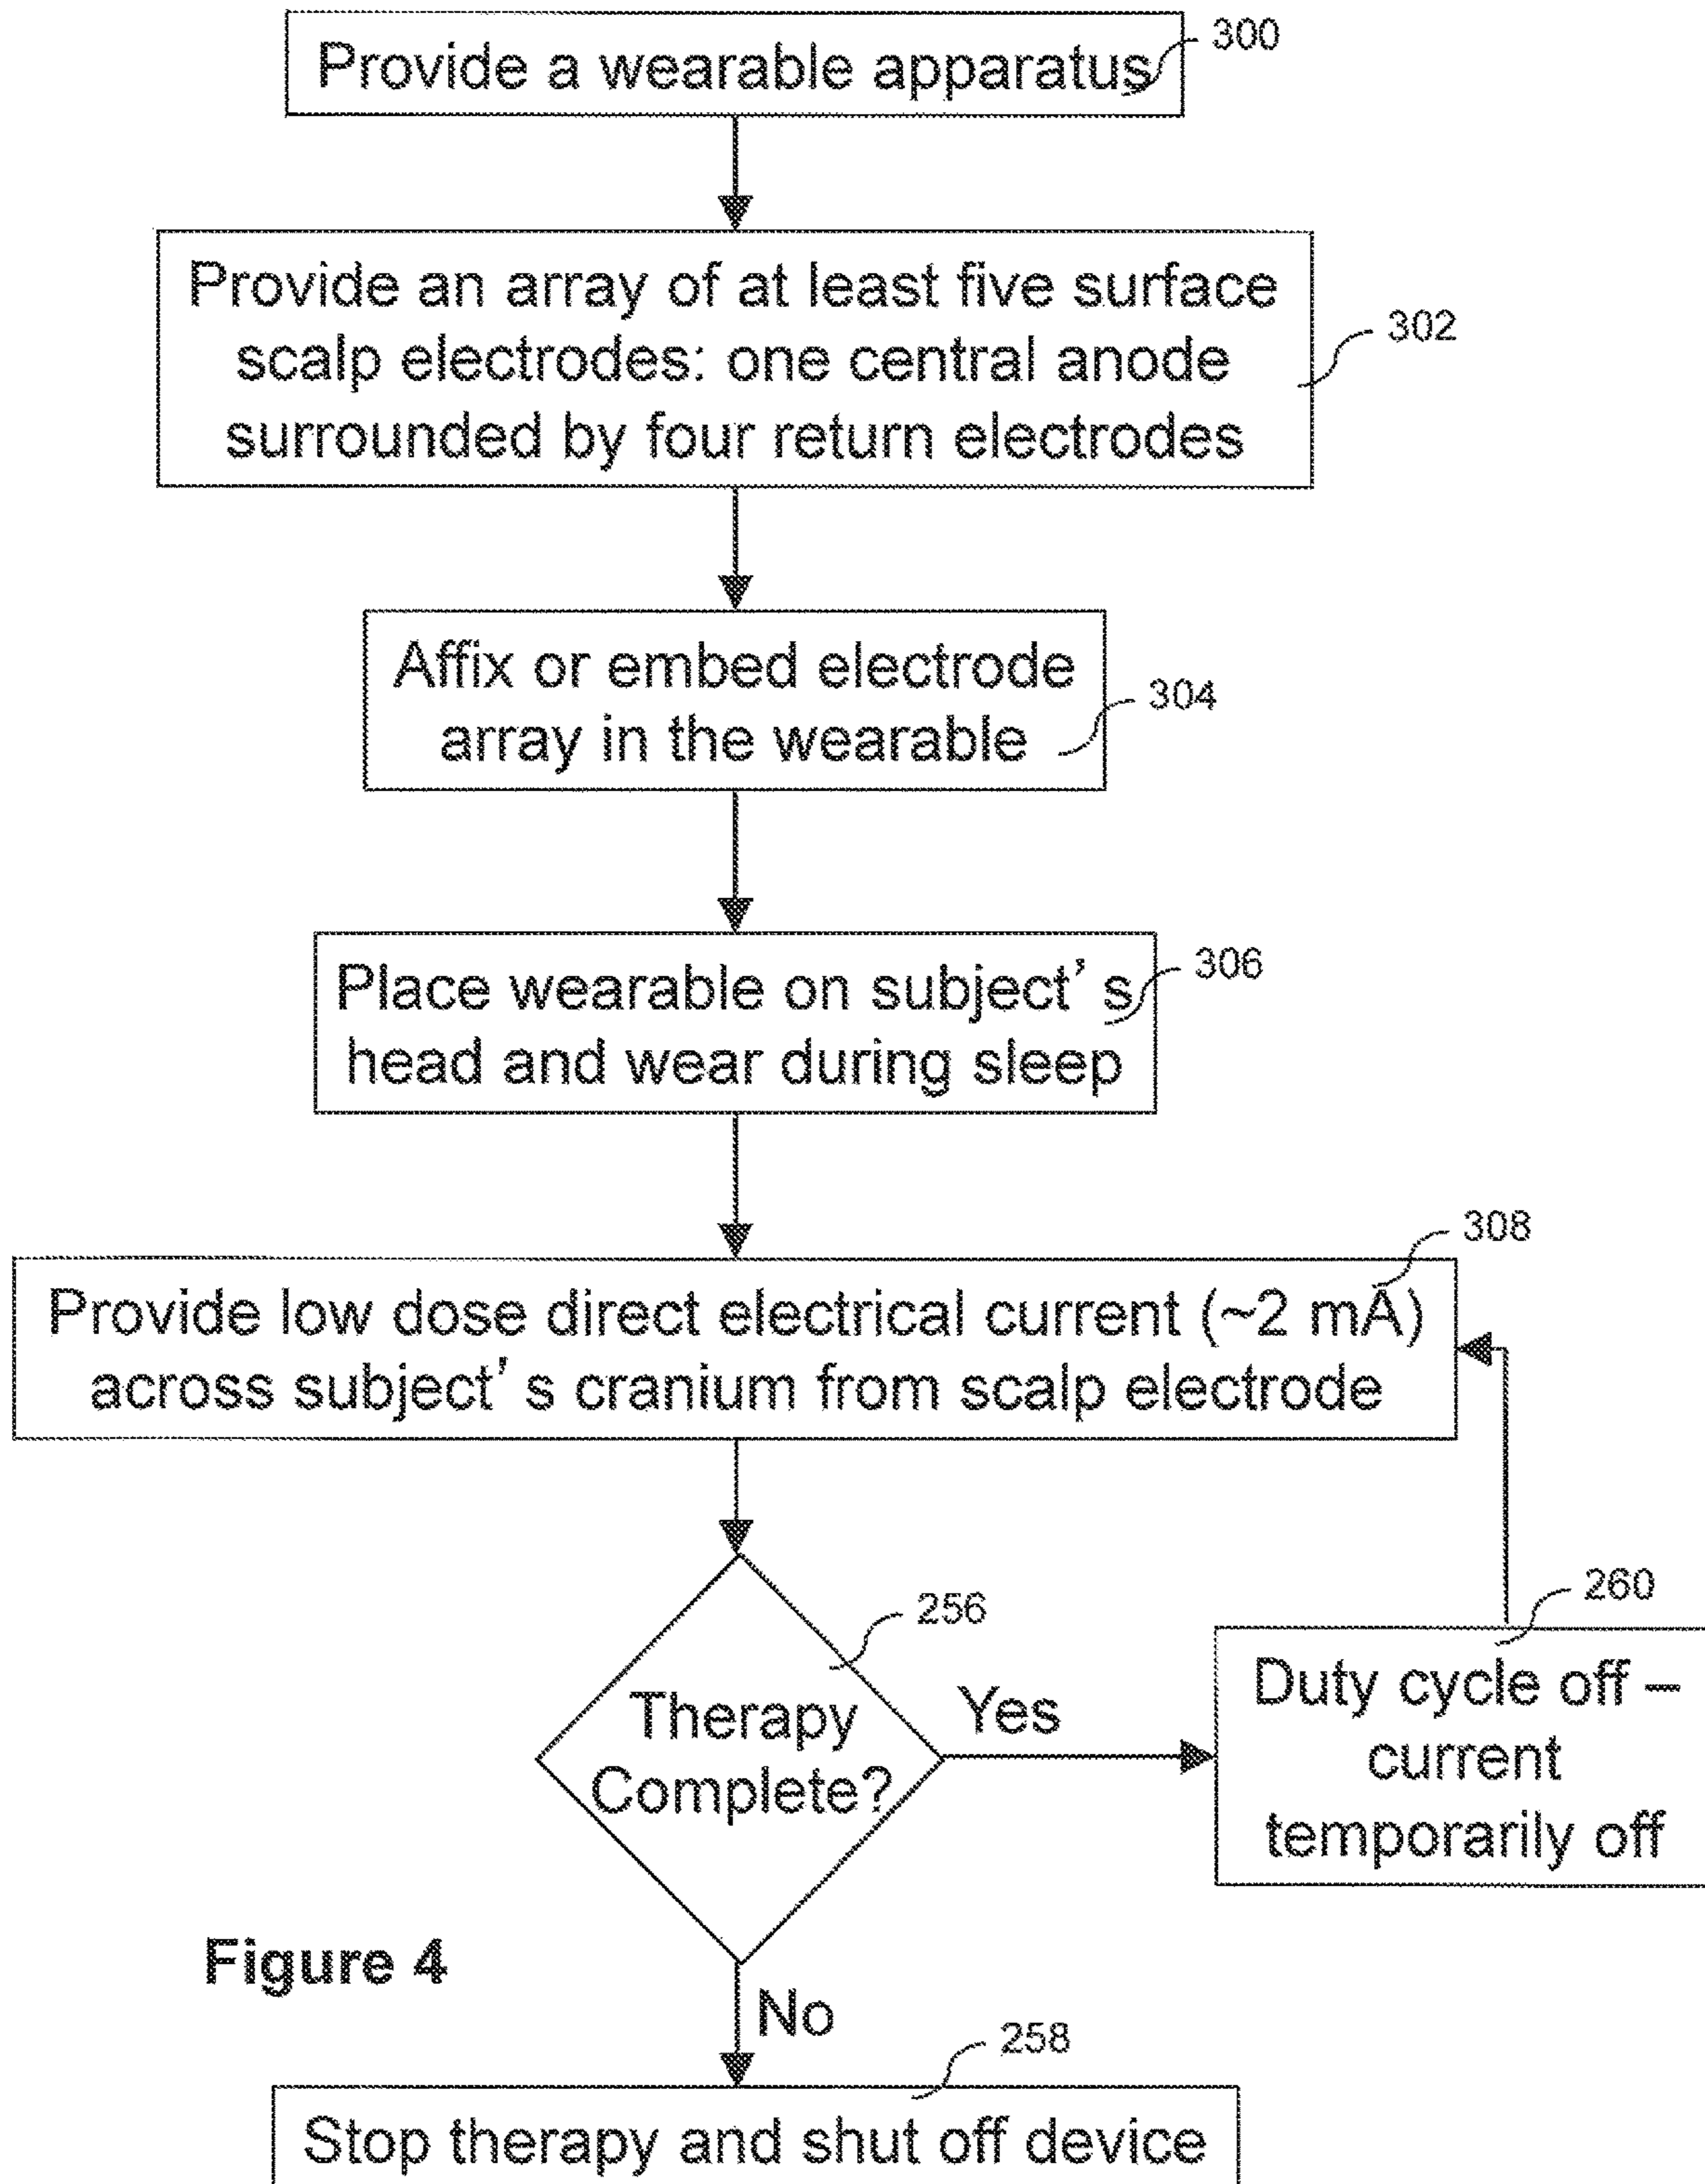 Provide a wearable apparatus
300
Provide an array of at least five surface
scalp electrodes: one central anode
surrounded by four return electrodes
302
Affix or embed electrode
array in the wearable
304
Place wearable on subject's
head and wear during sleep
306
308
Provide low dose direct electrical current (~2 mA)
across subject's cranium from scalp electrode
256
Therapy
Complete?
Yes
260
Duty cycle off –
current
temporarily off
Figure 4
No
258
Stop therapy and shut off device